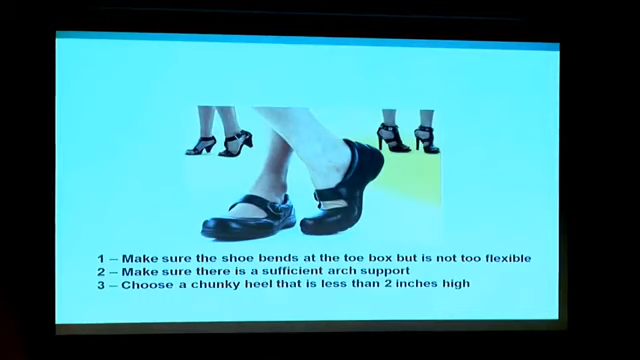 1 – Make sure the shoe bends at the toe box but is not too flexible
2 – Make sure there is a sufficient arch support
3 – Choose a chunky heel that is less than 2 inches high